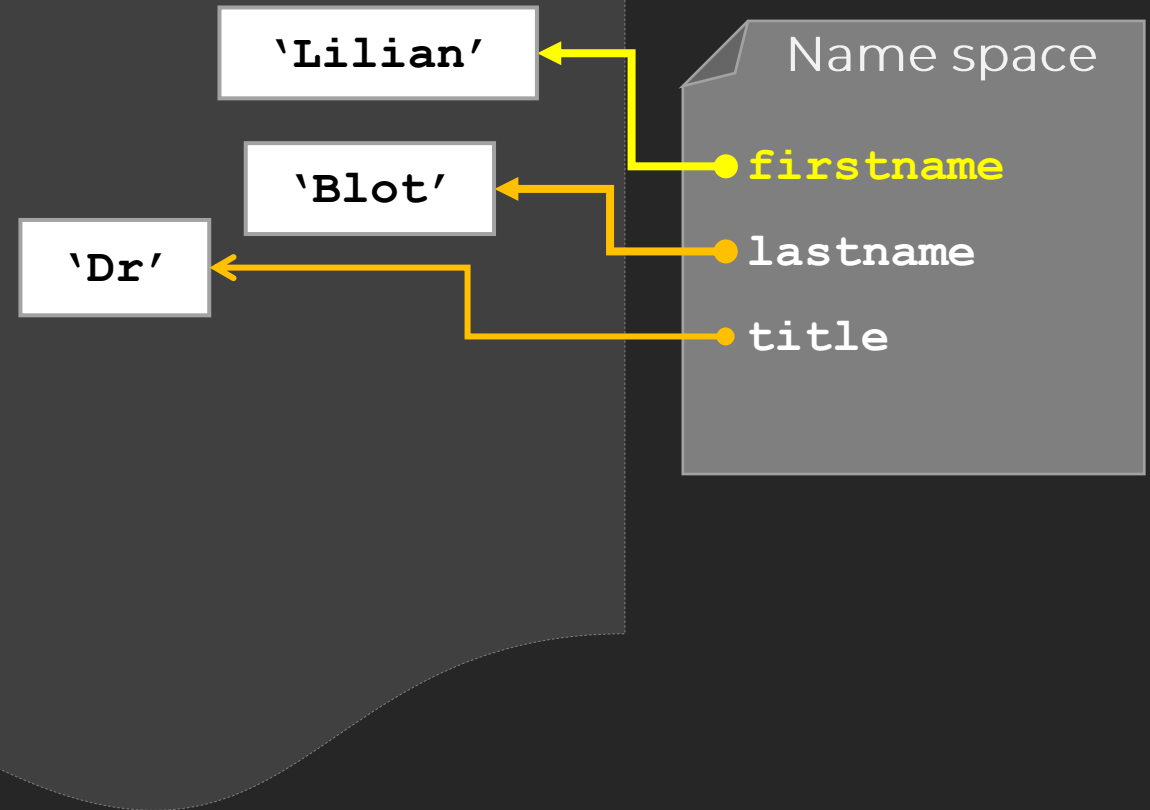 ‘Lilian’
Name space
firstname
‘Blot’
lastname
‘Dr’
title